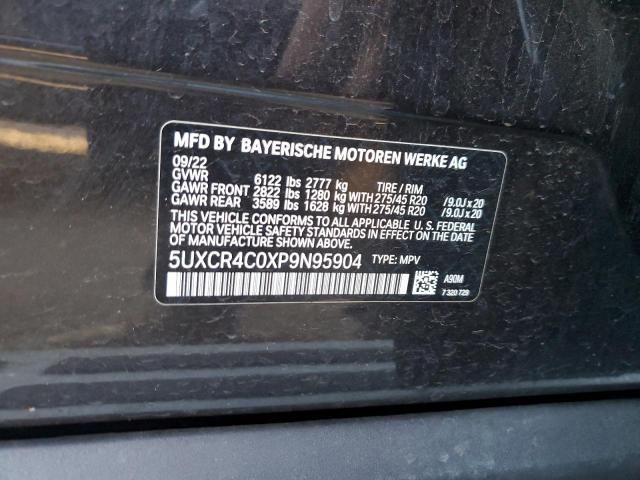 MFD BY BAYERISCHE MOTOREN WERKE AG
09/22
GVWR 6122 lbs 2777 kg TIRE / RIM
GAWR FRONT 2822 lbs 1280 kg WITH 275/45 R20 /9.0J x 20
GAWR REAR 3589 lbs 1628 kg WITH 275/45 R20 /9.0J x 20
THIS VEHICLE CONFORMS TO ALL APPLICABLE U. S. FEDERAL
MOTOR VEHICLE SAFETY STANDARDS IN EFFECT
ON THE DATE OF MANUFACTURE SHOWN ABOVE.
5UXCR4C0XP9N95904 TYPE: MPV
A90M
7 320 729